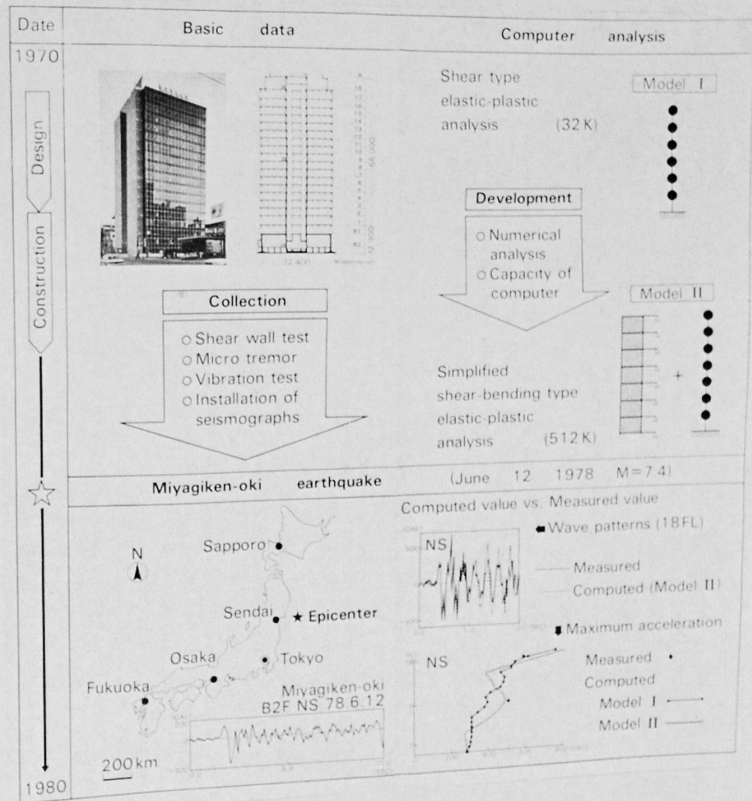 Date
Basic data
Computer analysis
1970
Design
Construction
Shear type
elastic-plastic
analysis (32K)
Model I
Development
○ Numerical
analysis
○ Capacity of
computer
Model II
Collection
○ Shear wall test
○ Micro tremor
○ Vibration test
○ Installation of
seismographs
Simplified
shear-bending type
elastic-plastic
analysis (512K)
+
Miyagiken-oki earthquake (June 12 1978 M=7.4)
N
Sapporo
Sendai
Epicenter
Osaka
Tokyo
Fukuoka
Miyagiken-oki
B2F NS 78 6 12
200km
Computed value vs. Measured value
NS
Wave patterns (18FL)
Measured
Computed (Model II)
Maximum acceleration
NS
Measured
Computed
Model I
Model II
1980